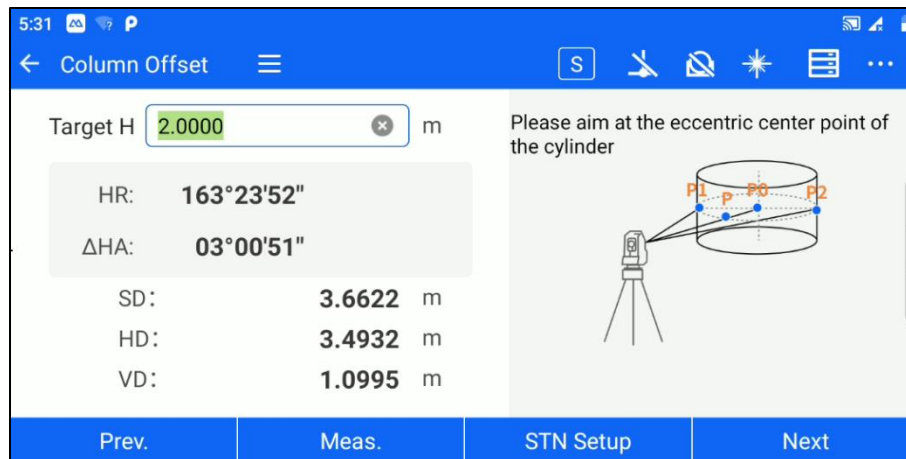 5:31
Column Offset
S
Target H 2.0000 m
HR: 163°23'52"
ΔHA: 03°00'51"
SD: 3.6622 m
HD: 3.4932 m
VD: 1.0995 m
Please aim at the eccentric center point of
the cylinder
P1 P P0 P2
Prev. Meas. STN Setup Next